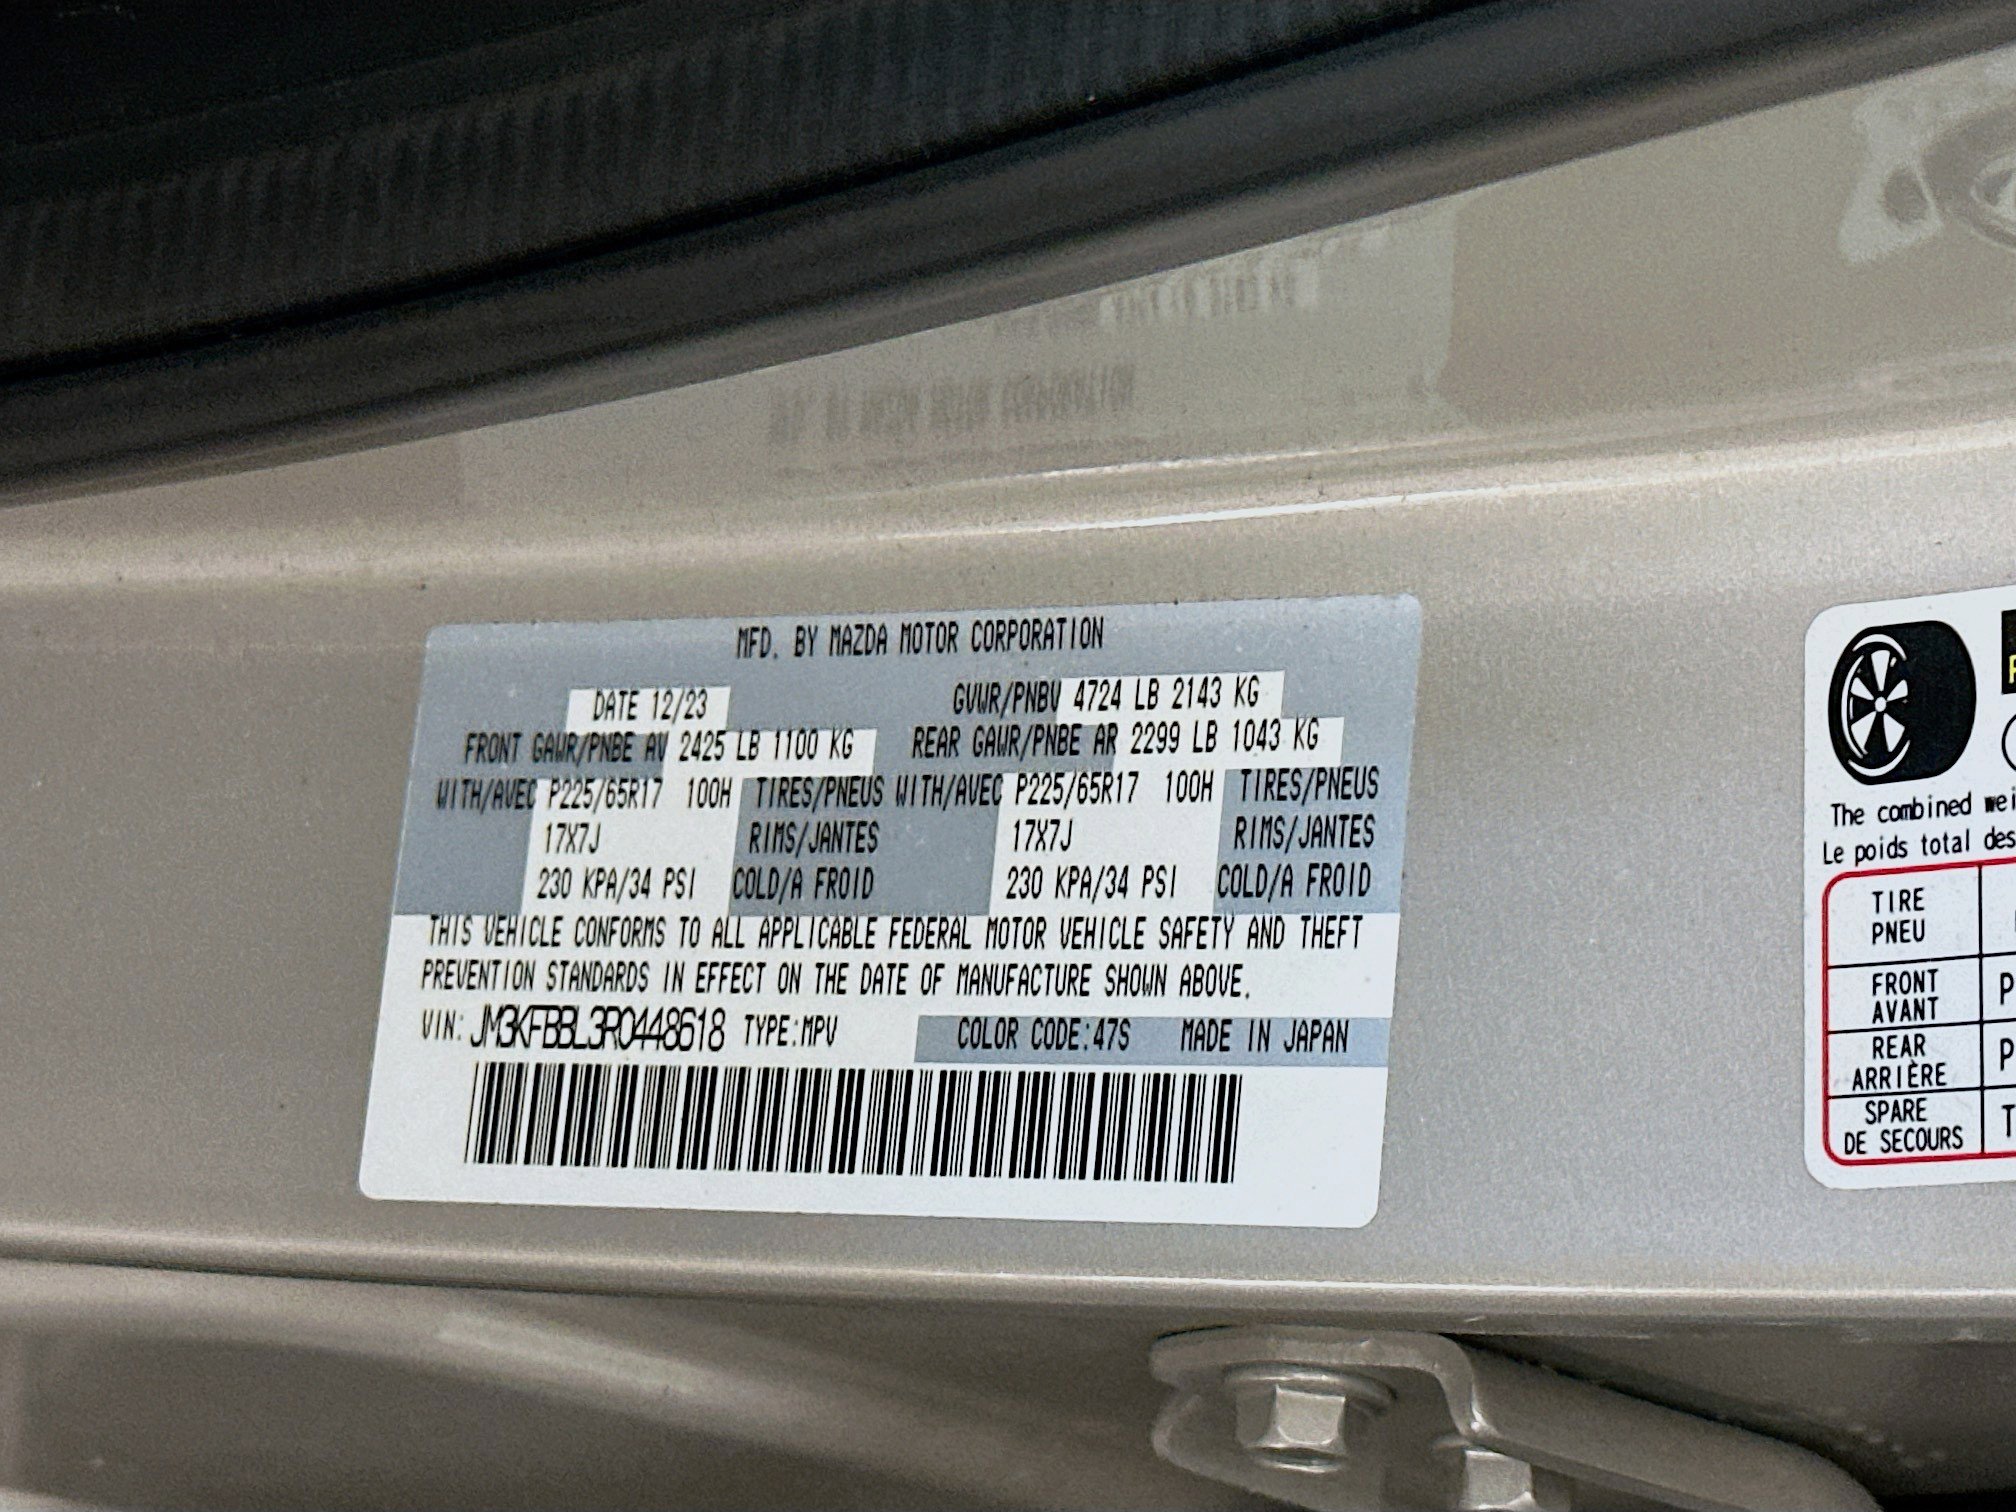 MFD. BY MAZDA MOTOR CORPORATION
DATE 12/23 GVWR/PNBV 4724 LB 2143 KG
FRONT GAWR/PNBE AV 2425 LB 1100 KG REAR GAWR/PNBE AR 2299 LB 1043 KG
WITH/AVEC P225/65R17 100H TIRES/PNEUS WITH/AVEC P225/65R17 100H TIRES/PNEUS
17X7J RIMS/JANTES 17X7J RIMS/JANTES
230 KPA/34 PSI COLD/A FROID 230 KPA/34 PSI COLD/A FROID
THIS VEHICLE CONFORMS TO ALL APPLICABLE FEDERAL MOTOR VEHICLE SAFETY AND THEFT
PREVENTION STANDARDS IN EFFECT ON THE DATE OF MANUFACTURE SHOWN ABOVE.
VIN: JM3KFBBL3R0448618 TYPE:MPV COLOR CODE:47S MADE IN JAPAN
The combined
Le poids total des
TIRE
PNEU
FRONT
AVANT
REAR
ARRIÈRE
SPARE
DE SECOURS